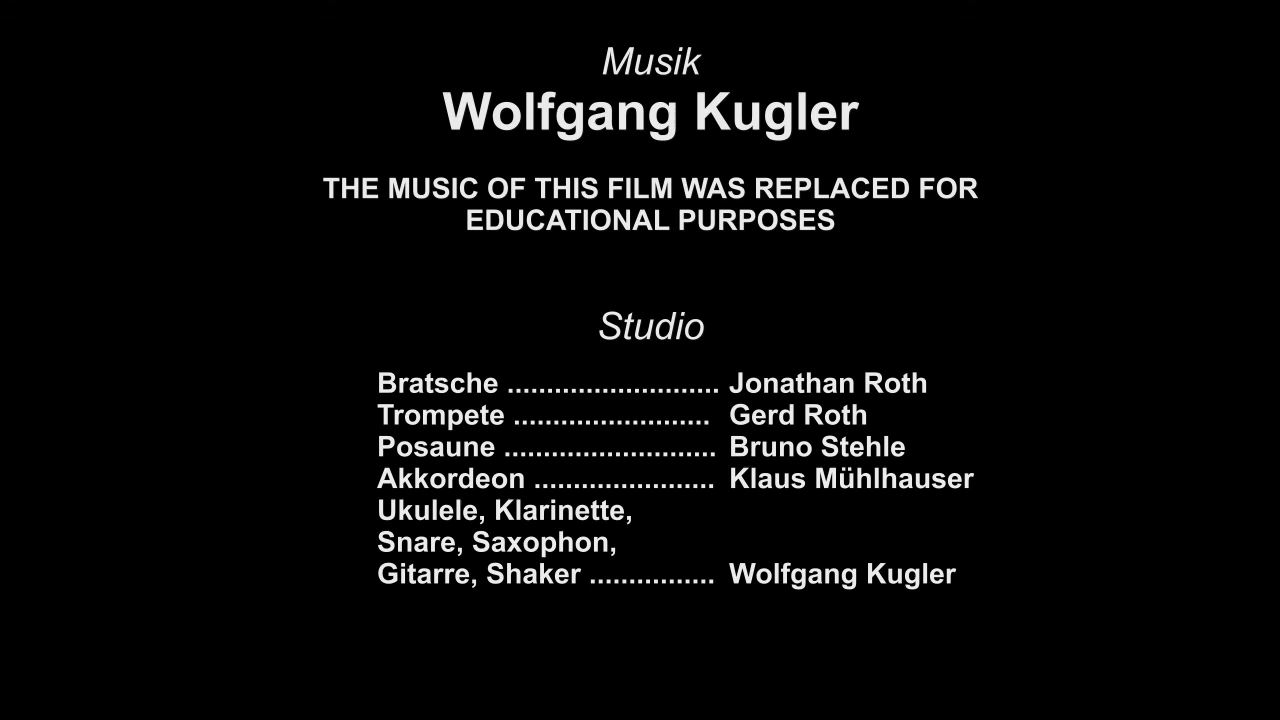 Musik
Wolfgang Kugler
THE MUSIC OF THIS FILM WAS REPLACED FOR
EDUCATIONAL PURPOSES
Studio
Bratsche ........................... Jonathan Roth
Trompete ......................... Gerd Roth
Posaune ........................... Bruno Stehle
Akkordeon ....................... Klaus Mühlhauser
Ukulele, Klarinette,
Snare, Saxophon,
Gitarre, Shaker ................ Wolfgang Kugler